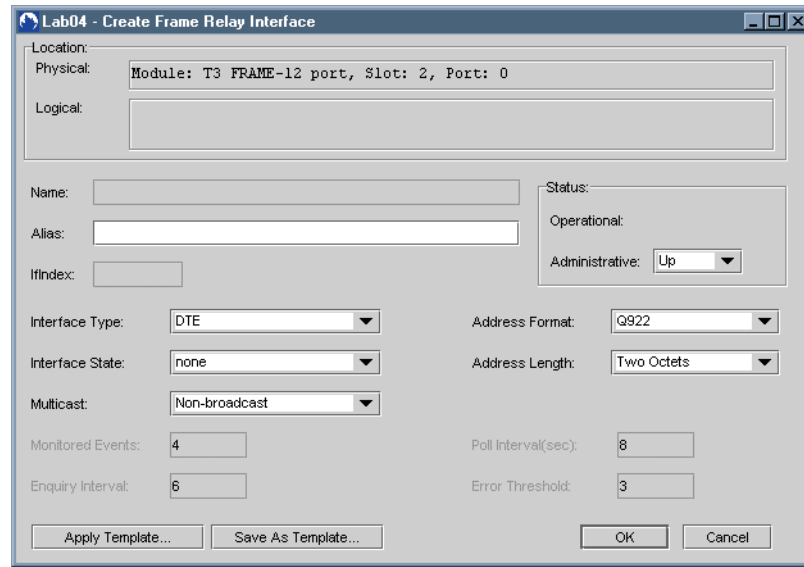 Lab04 - Create Frame Relay Interface
Location:
Physical: Module: T3 FRAME-12 port, Slot: 2, Port: 0
Logical:
Name:
Status:
Alias:
Operational:
Administrative: Up
IfIndex:
Interface Type: DTE Address Format: Q922
Interface State: none Address Length: Two Octets
Multicast: Non-broadcast
Monitored Events: 4 Poll Interval(sec): 8
Enquiry Interval: 6 Error Threshold: 3
Apply Template... Save As Template... OK Cancel